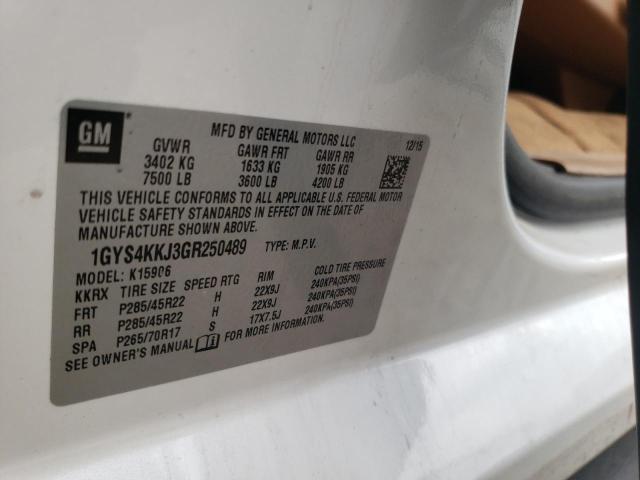 GM
MFD BY GENERAL MOTORS LLC 12/15
GVWR GAWR FRT GAWR RR
3402 KG 1633 KG 1905 KG
7500 LB 3600 LB 4200 LB
THIS VEHICLE CONFORMS TO ALL APPLICABLE U.S. FEDERAL MOTOR
VEHICLE SAFETY STANDARDS IN EFFECT ON THE DATE OF
MANUFACTURE SHOWN ABOVE.
1GYS4KKJ3GR250489 TYPE: M.P.V.
MODEL: K15906
KKRX TIRE SIZE SPEED RTG RIM COLD TIRE PRESSURE
FRT P285/45R22 H 22X9J 240KPA(35PSI)
RR P285/45R22 H 22X9J 240KPA(35PSI)
SPA P265/70R17 S 17X7.5J 240KPA(35PSI)
SEE OWNER'S MANUAL FOR MORE INFORMATION.